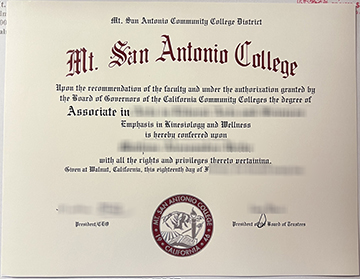 Mt. San Antonio Community College District
Mt. San Antonio College
Upon the recommendation of the faculty and under the authorization granted by
the Board of Governors of the California Community Colleges the degree of
Associate in
Emphasis in Kinesiology and Wellness
is hereby conferred upon
with all the rights and privileges thereto pertaining.
Given at Walnut, California, this eighteenth day of J
President/CEO
President, Board of Trustees
MT. SAN ANTONIO COLLEGE
19 46
CALIFORNIA